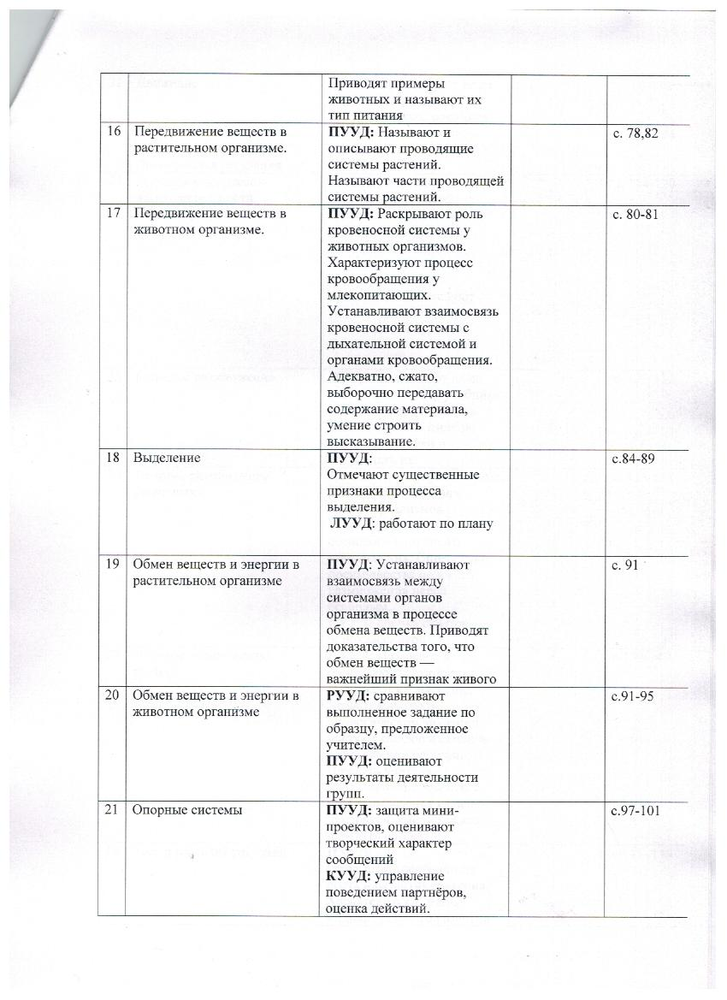 Приводят примеры
животных и называют их
тип питания
16 Передвижение веществ в
растительном организме.
ПУУД: Называют и
описывают проводящие
системы растений.
Называют части проводящей
системы растений.
с. 78,82
17 Передвижение веществ в
животном организме.
ПУУД: Раскрывают роль
кровеносной системы у
животных организмов.
Характеризуют процесс
кровообращения у
млекопитающих.
Устанавливают взаимосвязь
кровеносной системы с
дыхательной системой и
органами кровообращения.
Адекватно, сжато,
выборочно передавать
содержание материала,
умение строить
высказывание.
с. 80-81
18 Выделение
ПУУД:
Отмечают существенные
признаки процесса
выделения.
ЛУУД: работают по плану
с.84-89
19 Обмен веществ и энергии в
растительном организме
ПУУД: Устанавливают
взаимосвязь между
системами органов
организма в процессе
обмена веществ. Приводят
доказательства того, что
обмен веществ —
важнейший признак живого
с. 91
20 Обмен веществ и энергии в
животном организме
РУУД: сравнивают
выполненное задание по
образцу, предложенное
учителем.
ПУУД: оценивают
результаты деятельности
групп.
с.91-95
21 Опорные системы
ПУУД: защита мини-
проектов, оценивают
творческий характер
сообщений
КУУД: управление
поведением партнёров,
оценка действий.
с.97-101